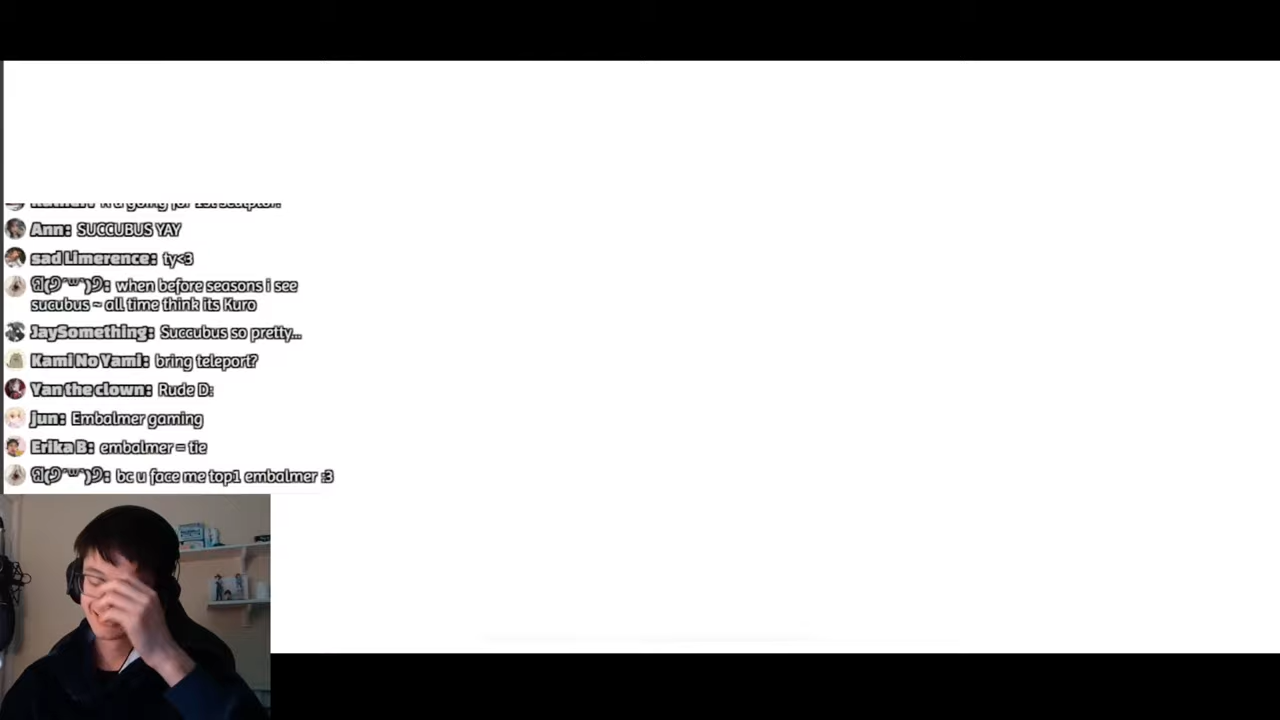 Ann: SUCCUBUS YAY
sad Limerence: ty<3
when before seasons i see
sucubus ~ all time think its Kuro
JaySomething: Succubus so pretty...
Kami No Yami: bring teleport?
Yan the clown: Rude D:
jun: Embalmer gaming
Erika B: embalmer = tie
bc u face me top1 embalmer :3